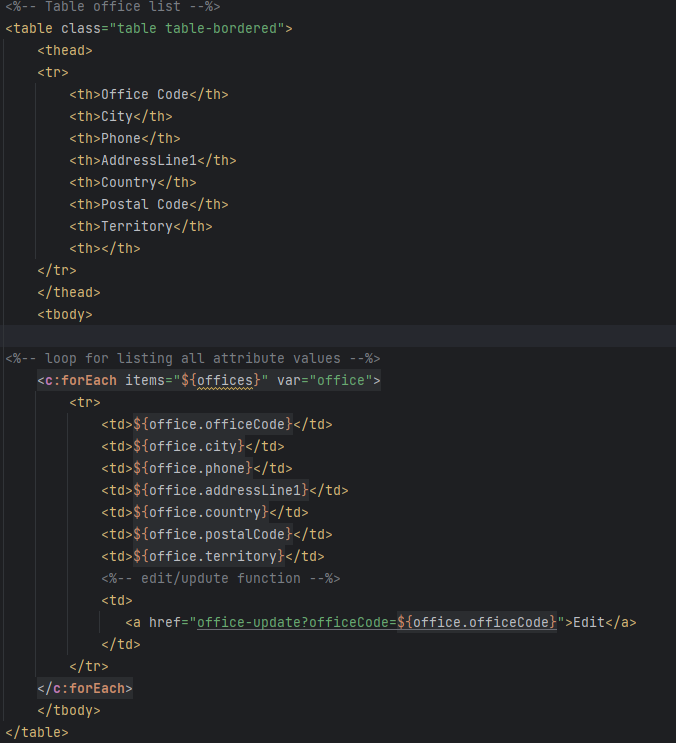 <%-- Table office list --%>
<table class="table table-bordered">
    <thead>
    <tr>
        <th>Office Code</th>
        <th>City</th>
        <th>Phone</th>
        <th>AddressLine1</th>
        <th>Country</th>
        <th>Postal Code</th>
        <th>Territory</th>
        <th></th>
    </tr>
    </thead>
    <tbody>
<%-- loop for listing all attribute values --%>
    <c:forEach items="${offices}" var="office">
        <tr>
            <td>${office.officeCode}</td>
            <td>${office.city}</td>
            <td>${office.phone}</td>
            <td>${office.addressLine1}</td>
            <td>${office.country}</td>
            <td>${office.postalCode}</td>
            <td>${office.territory}</td>
            <%-- edit/updute function --%>
            <td>
               <a href="office-update?officeCode=${office.officeCode}">Edit</a>
            </td>
        </tr>
    </c:forEach>
    </tbody>
</table>